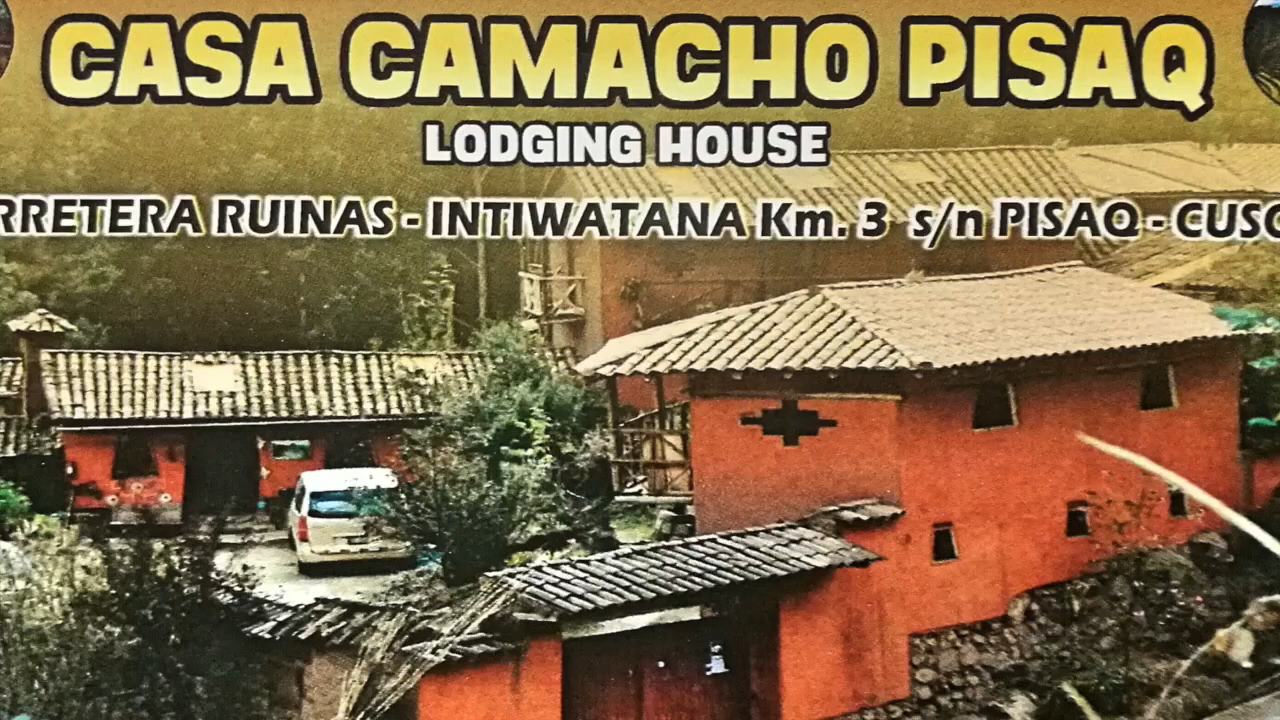 CASA CAMACHO PISAQ
LODGING HOUSE
RRETERA RUINAS - INTIWATANA Km. 3 s/n PISAQ - CUSC